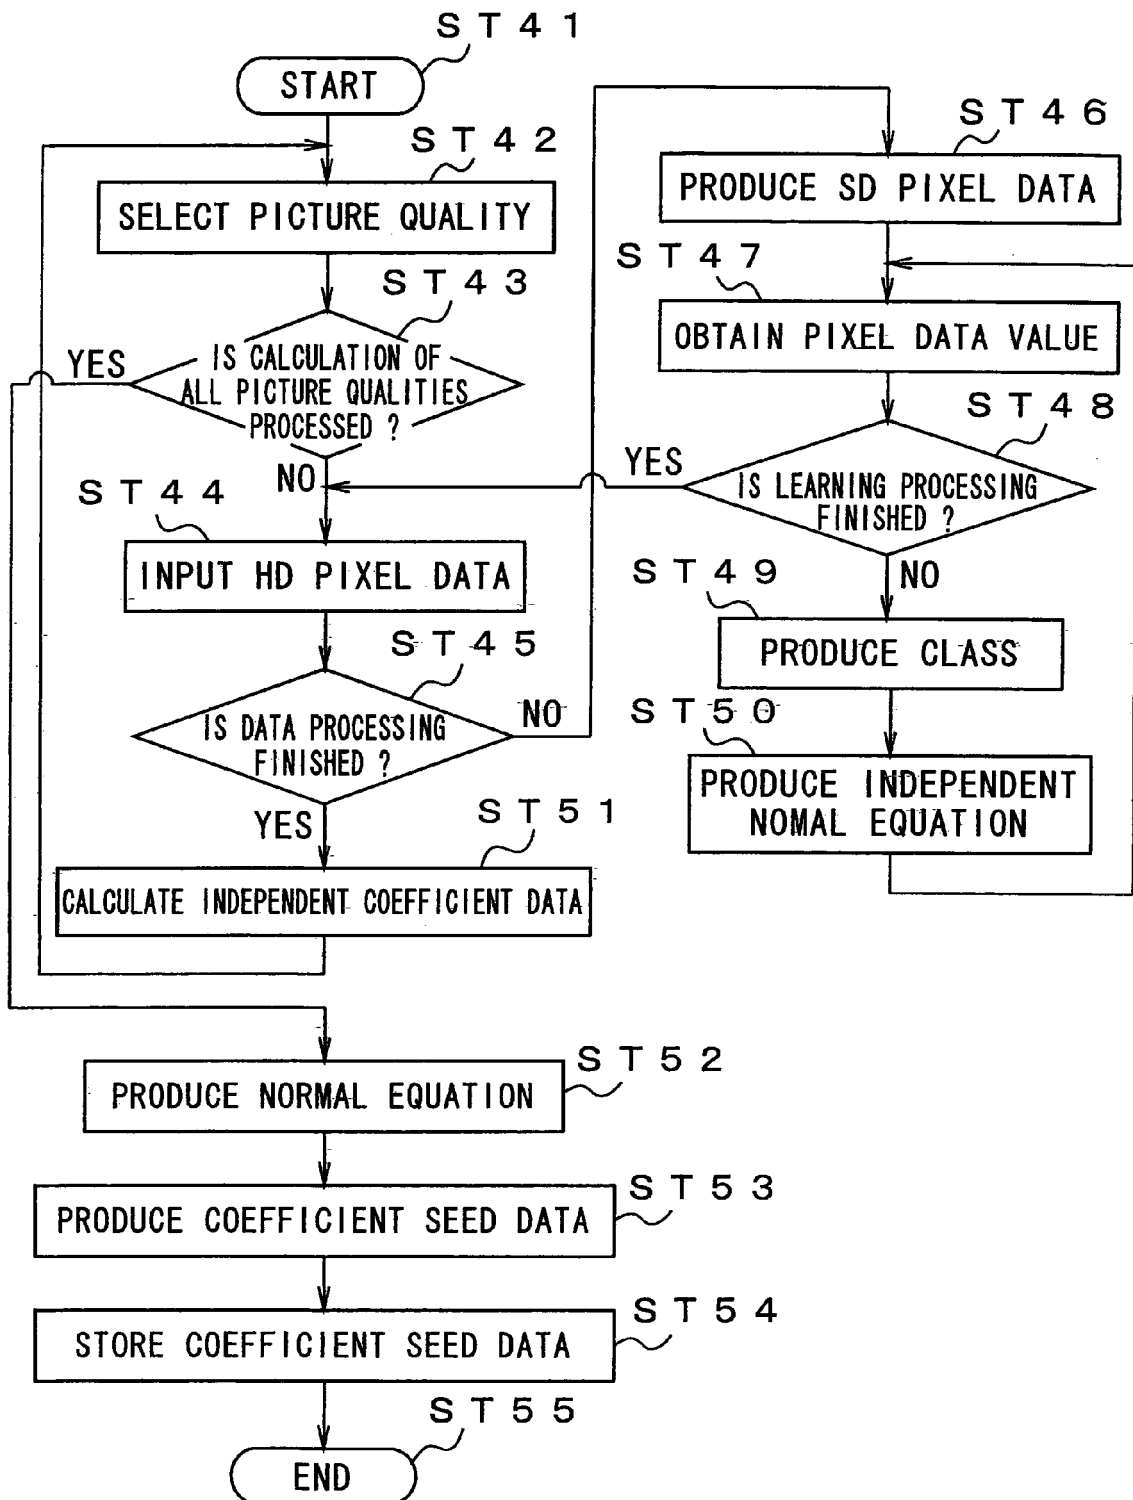 ST41
START
ST42
SELECT PICTURE QUALITY
ST43
YES
IS CALCULATION OF
ALL PICTURE QUALITIES
PROCESSED ?
NO
ST44
INPUT HD PIXEL DATA
ST45
IS DATA PROCESSING
FINISHED ?
NO
YES
ST51
CALCULATE INDEPENDENT COEFFICIENT DATA
ST46
PRODUCE SD PIXEL DATA
ST47
OBTAIN PIXEL DATA VALUE
ST48
YES
IS LEARNING PROCESSING
FINISHED ?
NO
ST49
PRODUCE CLASS
ST50
PRODUCE INDEPENDENT
NOMAL EQUATION
ST52
PRODUCE NORMAL EQUATION
ST53
PRODUCE COEFFICIENT SEED DATA
ST54
STORE COEFFICIENT SEED DATA
ST55
END